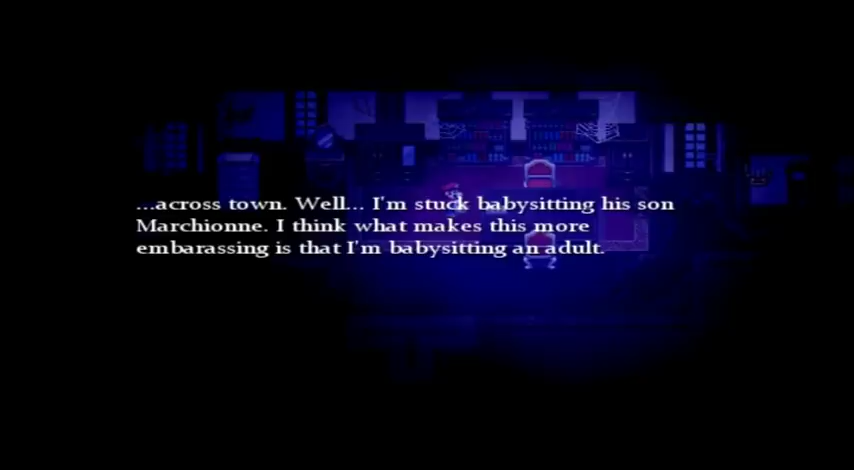 ...across town. Well... I'm stuck babysitting his son
Marchionne. I think what makes this more
embarassing is that I'm babysitting an adult.